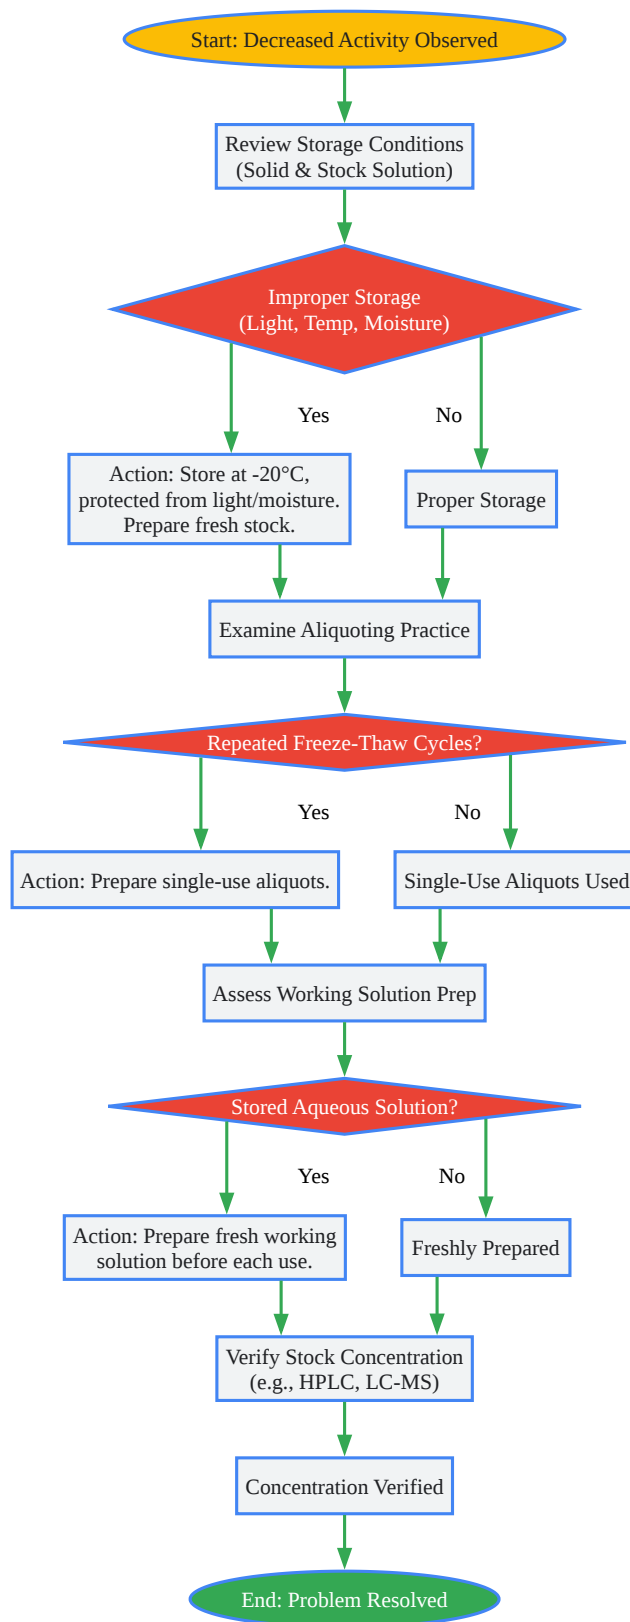 Start: Decreased Activity Observed
Review Storage Conditions
(Solid & Stock Solution)
Improper Storage
(Light, Temp, Moisture)
Yes
No
Action: Store at -20°C,
protected from light/moisture.
Prepare fresh stock.
Proper Storage
Examine Aliquoting Practice
Repeated Freeze-Thaw Cycles?
Yes
No
Action: Prepare single-use aliquots.
Single-Use Aliquots Used
Assess Working Solution Prep
Stored Aqueous Solution?
Yes
No
Action: Prepare fresh working
solution before each use.
Freshly Prepared
Verify Stock Concentration
(e.g., HPLC, LC-MS)
Concentration Verified
End: Problem Resolved